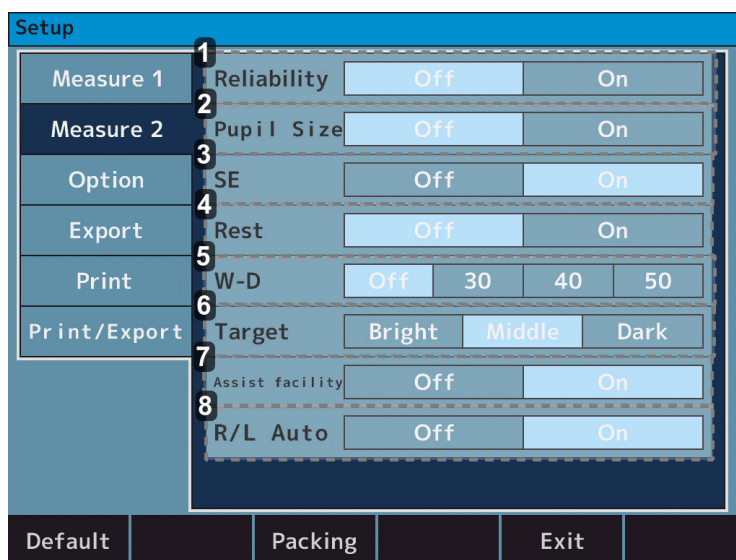 Setup
Measure 1
Measure 2
Option
Export
Print
Print/Export
1
Reliability Off On
2
Pupil Size Off On
3
SE Off On
4
Rest Off On
5
W-D Off 30 40 50
6
Target Bright Middle Dark
7
Assist facility Off On
8
R/L Auto Off On
Default Packing Exit